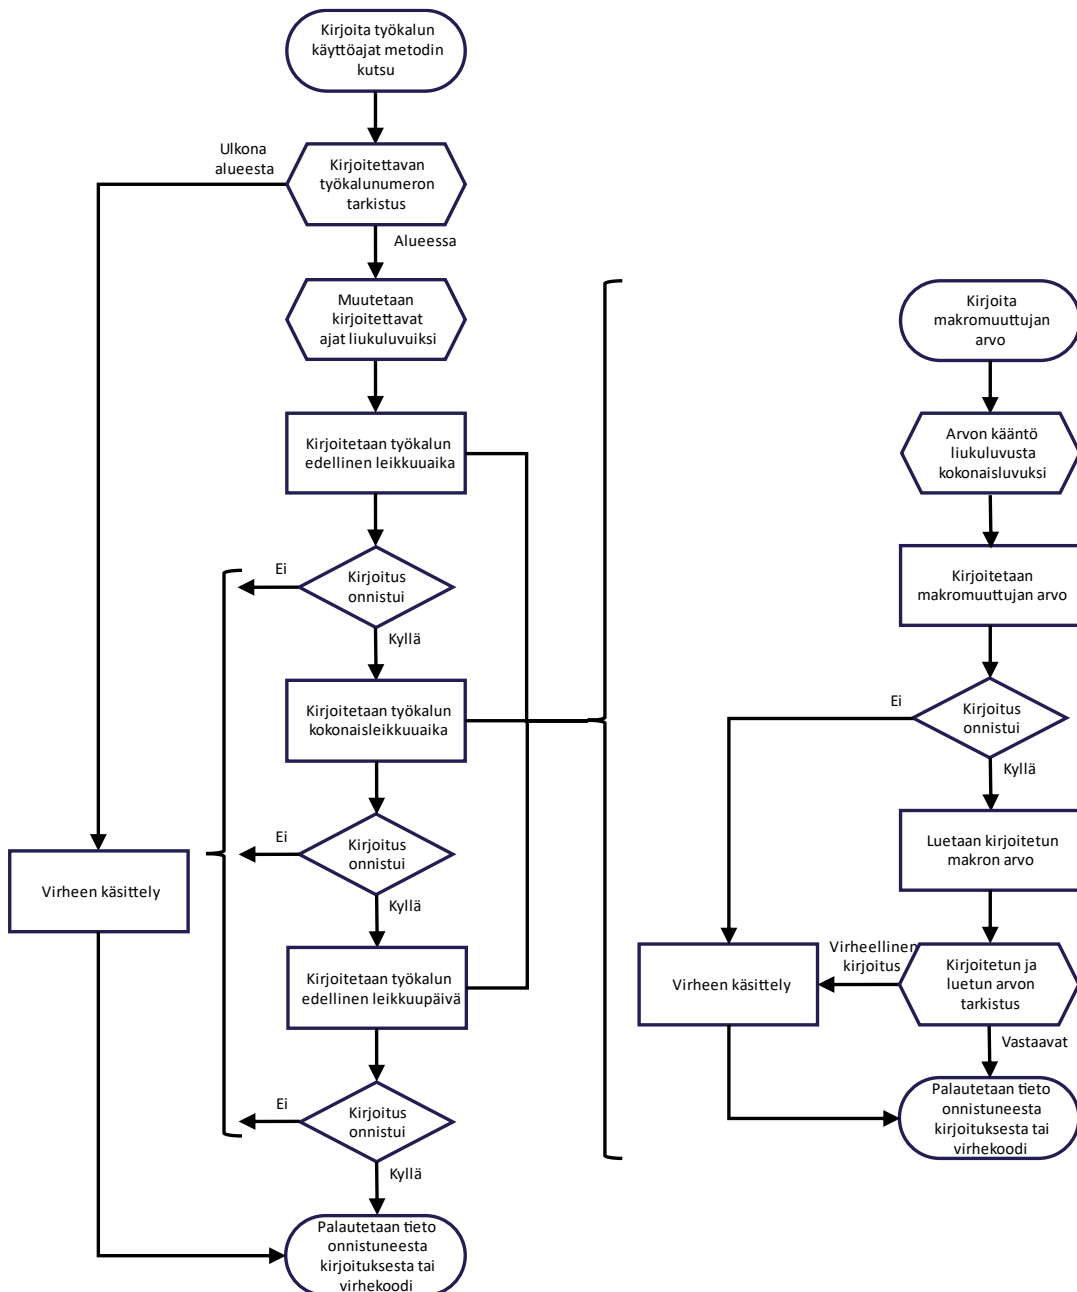 Kirjoita työkalun
käyttöajat metodin
kutsu
Ulkona
alueesta
Kirjoitettavan
työkalunumeron
tarkistus
Alueessa
Muutetaan
kirjoitettavat
ajat liukuluvuiksi
Kirjoitetaan työkalun
edellinen leikkuuaika
Ei
Kirjoitus
onnistui
Kyllä
Kirjoitetaan työkalun
kokonaisleikkuuaika
Ei
Kirjoitus
onnistui
Kyllä
Virheen käsittely
Kirjoitetaan työkalun
edellinen leikkuupäivä
Ei
Kirjoitus
onnistui
Kyllä
Palautetaan tieto
onnistuneesta
kirjoituksesta tai
virhekoodi
Kirjoita
makromuuttujan
arvo
Arvon kääntö
liukuluvusta
kokonaisluvuksi
Kirjoitetaan
makromuuttujan arvo
Ei
Kirjoitus
onnistui
Kyllä
Luetaan kirjoitetun
makron arvo
Virheellinen
kirjoitus
Virheen käsittely
Kirjoitetun ja
luetun arvon
tarkistus
Vastaavat
Palautetaan tieto
onnistuneesta
kirjoituksesta tai
virhekoodi